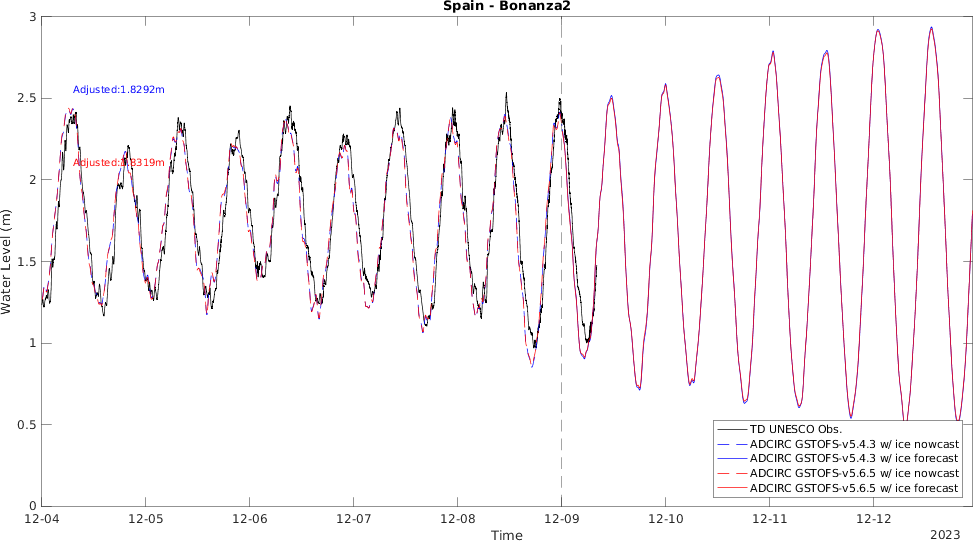 Spain - Bonanza2
3
2.5
2
1.5
1
0.5
0
Water Level (m)
Adjusted:1.8292m
Adjusted:1.8319m
12-04
12-05
12-06
12-07
12-08
12-09
12-10
12-11
12-12
2023
Time
TD UNESCO Obs.
ADCIRC GSTOFS-v5.4.3 w/ ice nowcast
ADCIRC GSTOFS-v5.4.3 w/ ice forecast
ADCIRC GSTOFS-v5.6.5 w/ ice nowcast
ADCIRC GSTOFS-v5.6.5 w/ ice forecast